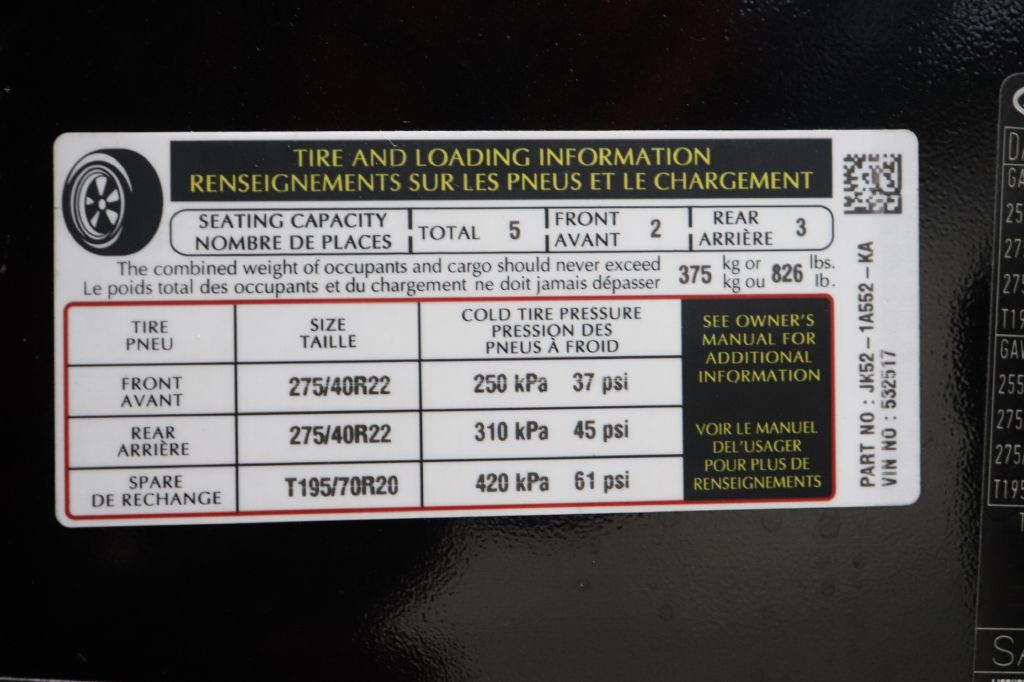 TIRE AND LOADING INFORMATION
RENSEIGNEMENTS SUR LES PNEUS ET LE CHARGEMENT
SEATING CAPACITY
NOMBRE DE PLACES
TOTAL 5
FRONT
AVANT 2
REAR
ARRIÈRE 3
The combined weight of occupants and cargo should never exceed 375 kg or 826 lbs.
Le poids total des occupants et du chargement ne doit jamais dépasser kg ou lb.
TIRE
PNEU
SIZE
TAILLE
COLD TIRE PRESSURE
PRESSION DES
PNEUS À FROID
FRONT
AVANT
275/40R22
250 kPa 37 psi
REAR
ARRIÈRE
275/40R22
310 kPa 45 psi
SPARE
DE RECHANGE
T195/70R20
420 kPa 61 psi
SEE OWNER'S
MANUAL FOR
ADDITIONAL
INFORMATION
VOIR LE MANUEL
DEL'USAGER
POUR PLUS DE
RENSEIGNEMENTS
PART NO : JK52-1A552-KA
VIN NO : 532517